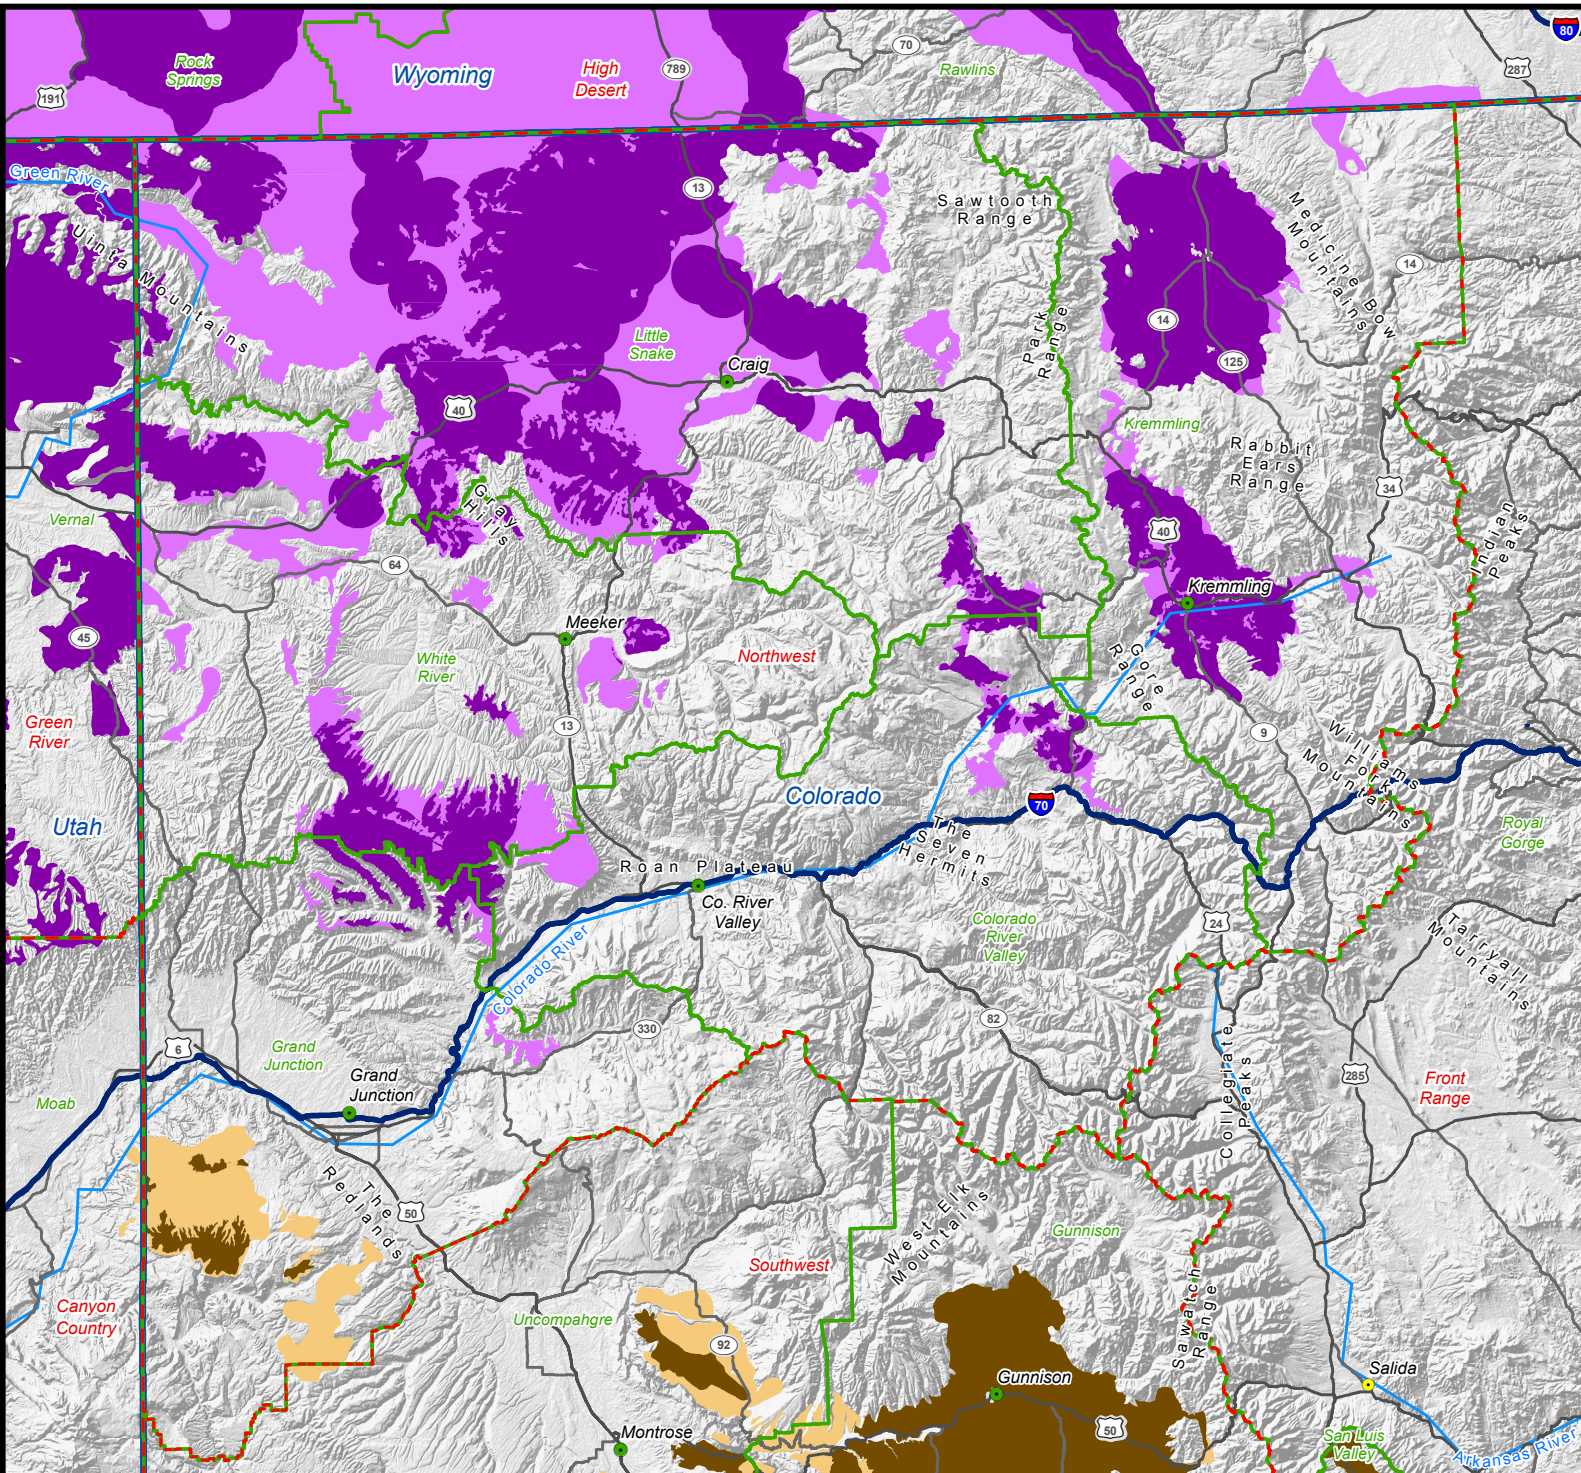 80
70
287
Rock
Springs
Wyoming
High
Desert
789
Rawlins
191
Green River
13
Sawtooth
Range
Medicine Bow
Mountains
14
Uinta Mountains
Park
Range
14
Little
Snake
Craig
125
40
Kremmling
Rabbit
Ears
Range
34
Gray
Hills
Vernal
40
Indian
Peaks
64
Kremmling
45
Meeker
White
River
Northwest
Gore
Range
Green
River
13
9
Williams
Fork
Mountains
Utah
Colorado
70
The
Seven
Hermits
Royal
Gorge
Roan Plateau
Co. River
Valley
Colorado
River
Valley
24
Tarryall
Mountains
Colorado River
330
82
6
Grand
Junction
Grand
Junction
Collegiate
Peaks
285
Front
Range
Moab
The
Redlands
50
West Elk
Mountains
Gunnison
Southwest
Canyon
Country
Uncompahgre
92
Sawatch
Range
Gunnison
Salida
Montrose
50
San Luis
Valley
Arkansas River